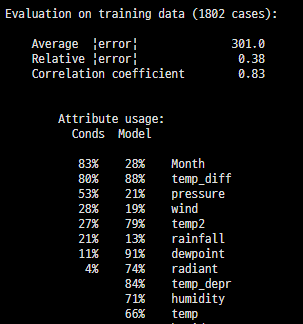 Evaluation on training data (1802 cases):
Average |error| 301.0
Relative |error| 0.38
Correlation coefficient 0.83
Attribute usage:
Conds Model
83% 28% Month
80% 88% temp_diff
53% 21% pressure
28% 19% wind
27% 79% temp2
21% 13% rainfall
11% 91% dewpoint
4% 74% radiant
84% temp_depr
71% humidity
66% temp